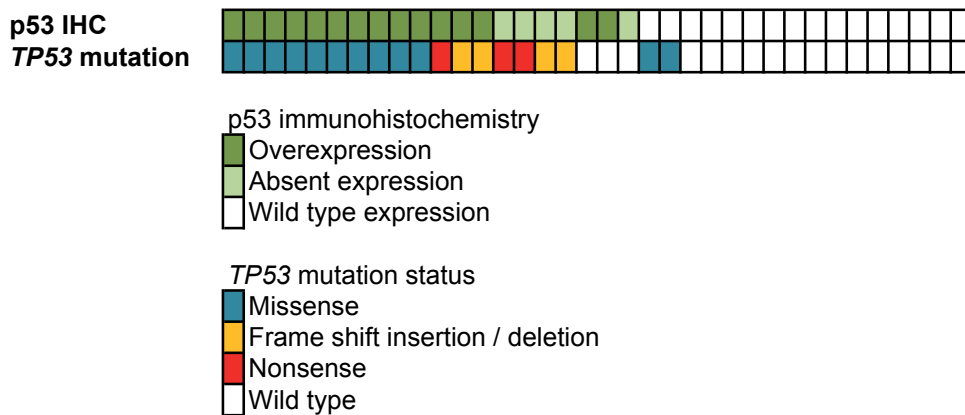 p53 IHC
TP53 mutation
p53 immunohistochemistry
Overexpression
Absent expression
Wild type expression
TP53 mutation status
Missense
Frame shift insertion / deletion
Nonsense
Wild type